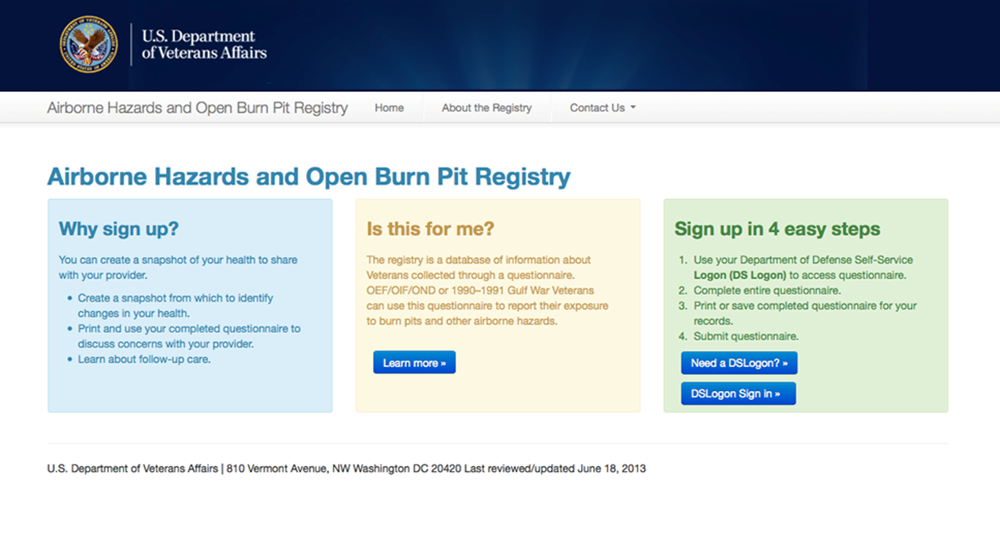 U.S. Department
of Veterans Affairs
Airborne Hazards and Open Burn Pit Registry
Home
About the Registry
Contact Us
Airborne Hazards and Open Burn Pit Registry
Why sign up?
You can create a snapshot of your health to share
with your provider.
• Create a snapshot from which to identify
changes in your health.
• Print and use your completed questionnaire to
discuss concerns with your provider.
• Learn about follow-up care.
Is this for me?
The registry is a database of information about
Veterans collected through a questionnaire.
OEF/OIF/OND or 1990–1991 Gulf War Veterans
can use this questionnaire to report their exposure
to burn pits and other airborne hazards.
Learn more »
Sign up in 4 easy steps
1. Use your Department of Defense Self-Service
Logon (DS Logon) to access questionnaire.
2. Complete entire questionnaire.
3. Print or save completed questionnaire for your
records.
4. Submit questionnaire.
Need a DSLogon? »
DSLogon Sign in »
U.S. Department of Veterans Affairs | 810 Vermont Avenue, NW Washington DC 20420 Last reviewed/updated June 18, 2013